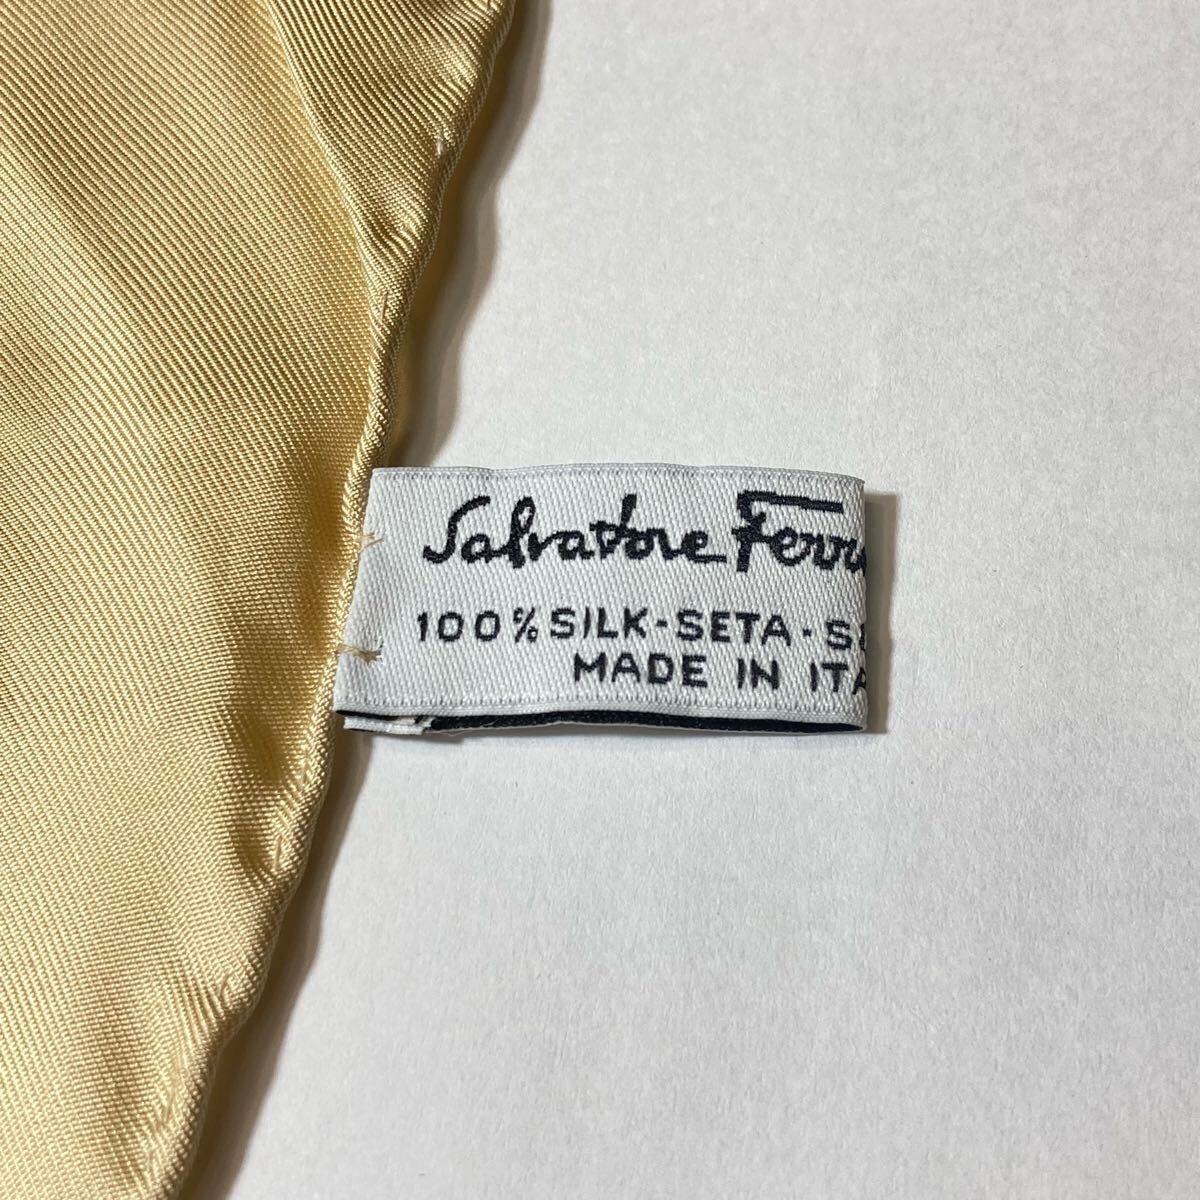 Salvatore Ferr
100% SILK-SETA-S
MADE IN ITA